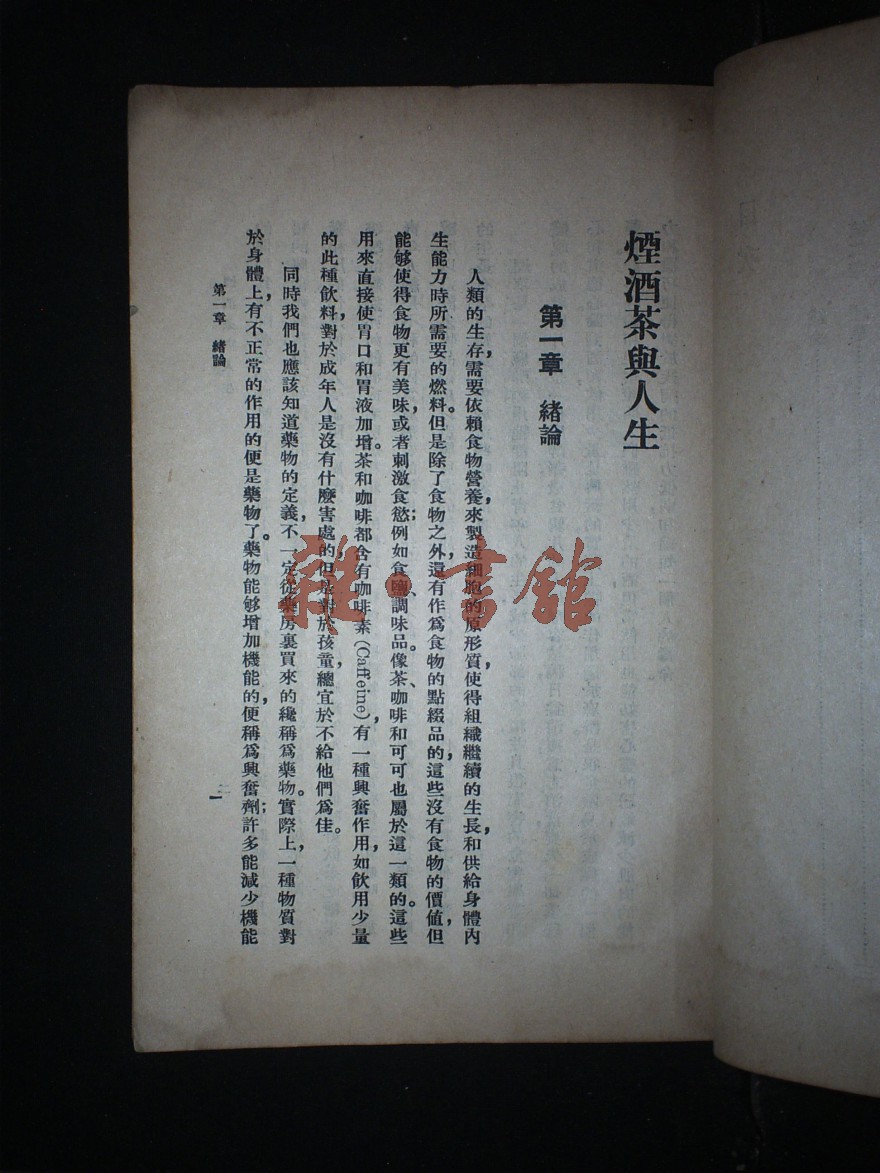 煙酒茶與人生
第一章 緒論
人類的生存，需要依賴食物營養，來製造細胞的原形質，使得組織繼續的生長，和供給身體內
生能力時所需要的燃料。但是除了食物之外，還有作爲食物的點綴品的，這些沒有食物的價値，但
能够使得食物更有美味，或者刺激食慾；例如食鹽、調味品。像茶、咖啡和可可也屬於這一類的。這些
用來直接使胃口和胃液加增。茶和咖啡都含有咖啡素(Caffeine)，有一種興奮作用，如飲用少量
的此種飲料，對於成年人是沒有什麽害處的，但是對於孩童，總宜於不給他們爲佳。
同時我們也應該知道藥物的定義，不一定從藥房裏買來的纔稱爲藥物。實際上，一種物質對
於身體上，有不正常的作用的便是藥物了。藥物能够增加機能的，便稱爲興奮劑；許多能減少機能
第一章 緒論
一
雜·書舘